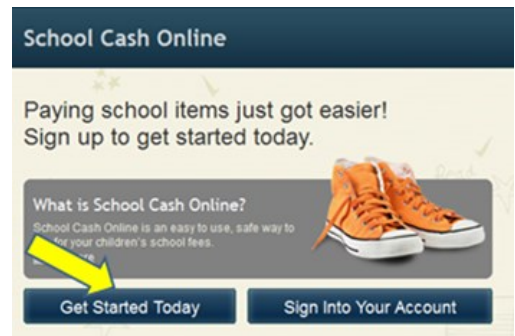 School Cash Online
Paying school items just got easier!
Sign up to get started today.
What is School Cash Online?
School Cash Online is an easy to use, safe way to
for your children's school fees.
Get Started Today
Sign Into Your Account